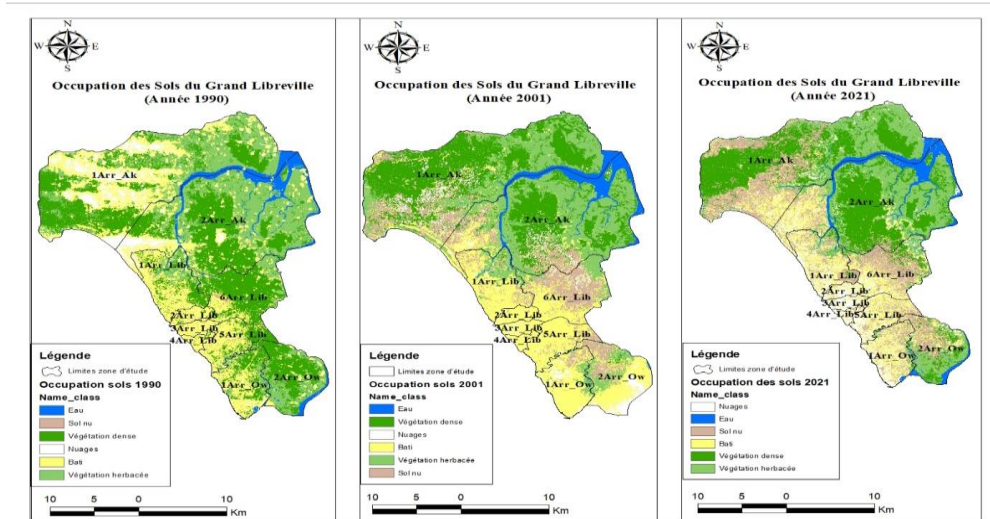 N
W E
S
Occupation des Sols du Grand Libreville
(Année 1990)
1Arr_Ak
2Arr_Ak
1Arr_Lib
6Arr_Lib
2Arr_Lib
3Arr_Lib
5Arr_Lib
4Arr_Lib
1Arr_Ow
2Arr_Ow
Légende
Limites zone d'étude
Occupation sols 1990
Name_class
Eau
Sol nu
Végétation dense
Nuages
Bati
Végétation herbacée
10 5 0 10
Km
N
W E
S
Occupation des Sols du Grand Libreville
(Année 2001)
1Arr_Ak
2Arr_Ak
1Arr_Lib
6Arr_Lib
2Arr_Lib
3Arr_Lib
5Arr_Lib
4Arr_Lib
1Arr_Ow
2Arr_Ow
Légende
Limites zone d'étude
Occupation sols 2001
Name_class
Eau
Végétation dense
Nuages
Bati
Végétation herbacée
Sol nu
10 5 0 10
Km
N
W E
S
Occupation des Sols du Grand Libreville
(Année 2021)
1Arr_Ak
2Arr_Ak
1Arr_Lib
6Arr_Lib
2Arr_Lib
3Arr_Lib
4Arr_Lib
5Arr_Lib
1Arr_Ow
2Arr_Ow
Légende
Limites zone d'étude
Occupation des sols 2021
Name_class
Nuages
Eau
Sol nu
Bati
Végétation dense
Végétation herbacée
10 5 0 10
Km